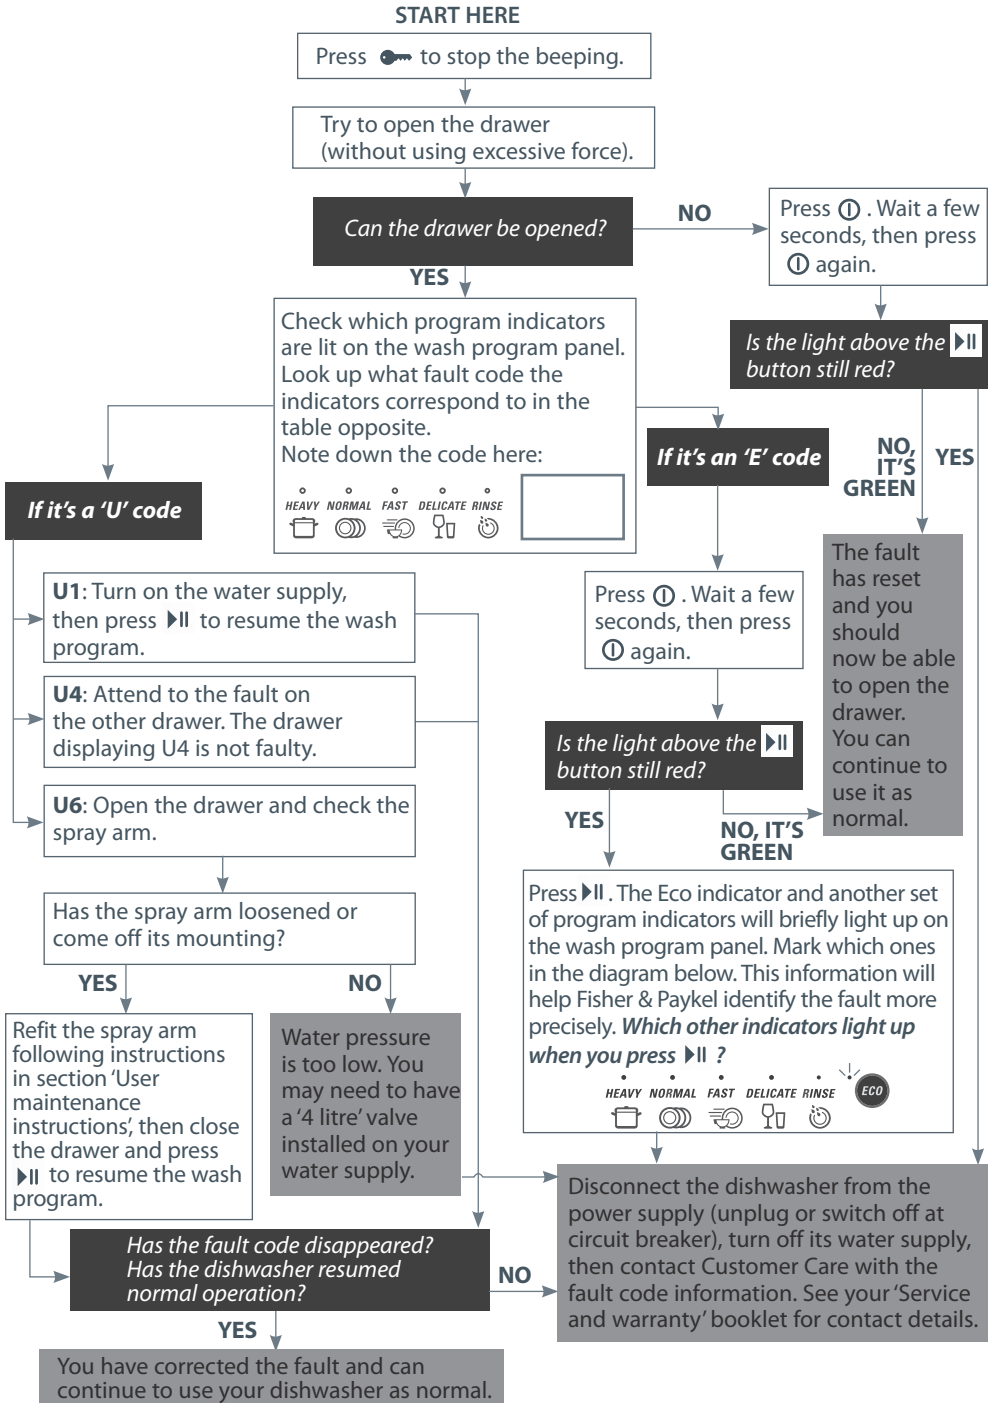 START HERE
Press to stop the beeping.
Try to open the drawer
(without using excessive force).
Can the drawer be opened?
NO
Press . Wait a few
seconds, then press
again.
YES
Is the light above the
button still red?
NO,
IT'S
GREEN
YES
Check which program indicators
are lit on the wash program panel.
Look up what fault code the
indicators correspond to in the
table opposite.
Note down the code here:
HEAVY NORMAL FAST DELICATE RINSE
If it's a 'U' code
If it's an 'E' code
U1: Turn on the water supply,
then press to resume the wash
program.
U4: Attend to the fault on
the other drawer. The drawer
displaying U4 is not faulty.
U6: Open the drawer and check the
spray arm.
Has the spray arm loosened or
come off its mounting?
YES
NO
Refit the spray arm
following instructions
in section 'User
maintenance
instructions', then close
the drawer and press
to resume the wash
program.
Water pressure
is too low. You
may need to have
a '4 litre' valve
installed on your
water supply.
Press . Wait a few
seconds, then press
again.
Is the light above the
button still red?
YES
NO, IT'S
GREEN
The fault
has reset
and you
should
now be able
to open the
drawer.
You can
continue to
use it as
normal.
Press . The Eco indicator and another set
of program indicators will briefly light up on
the wash program panel. Mark which ones
in the diagram below. This information will
help Fisher & Paykel identify the fault more
precisely. Which other indicators light up
when you press ?
HEAVY NORMAL FAST DELICATE RINSE ECO
Has the fault code disappeared?
Has the dishwasher resumed
normal operation?
NO
YES
Disconnect the dishwasher from the
power supply (unplug or switch off at
circuit breaker), turn off its water supply,
then contact Customer Care with the
fault code information. See your 'Service
and warranty' booklet for contact details.
You have corrected the fault and can
continue to use your dishwasher as normal.